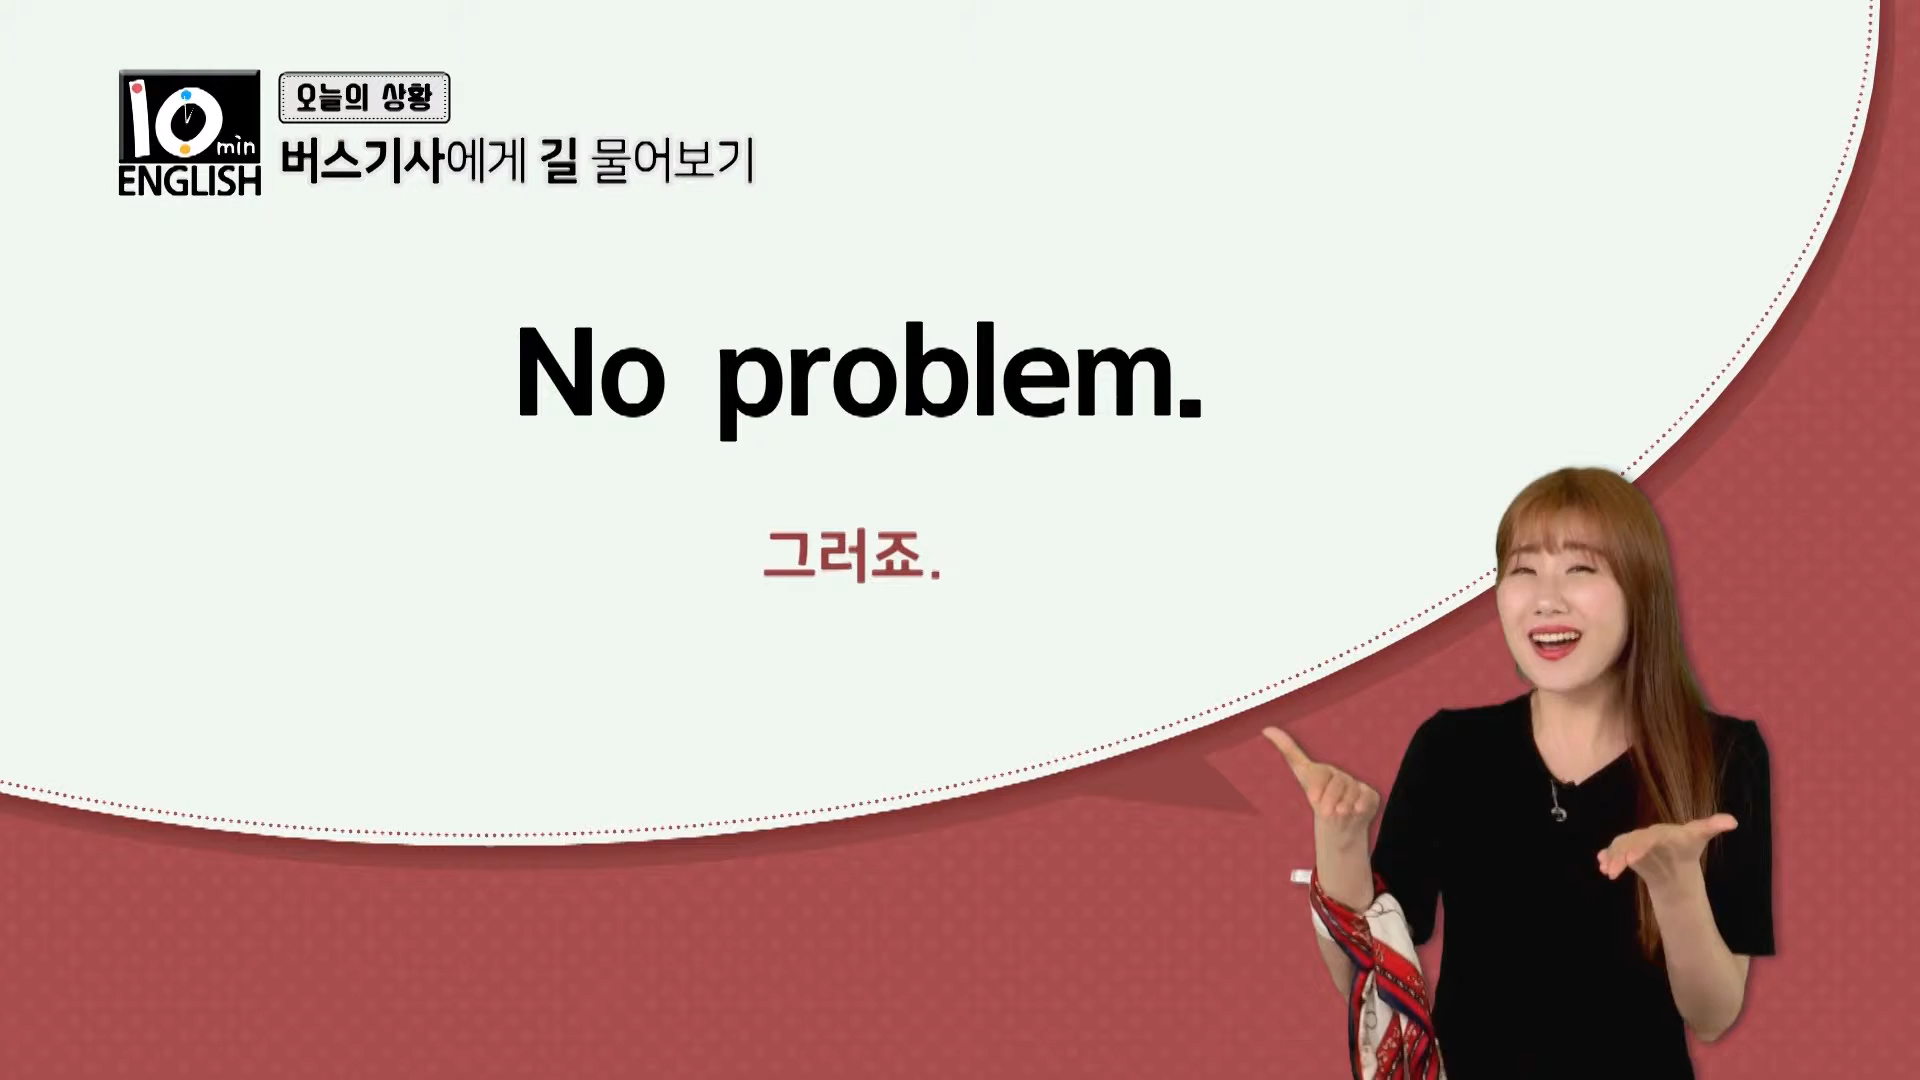 10 min
ENGLISH
오늘의 상황
버스기사에게 길 물어보기
No problem.
그러죠.